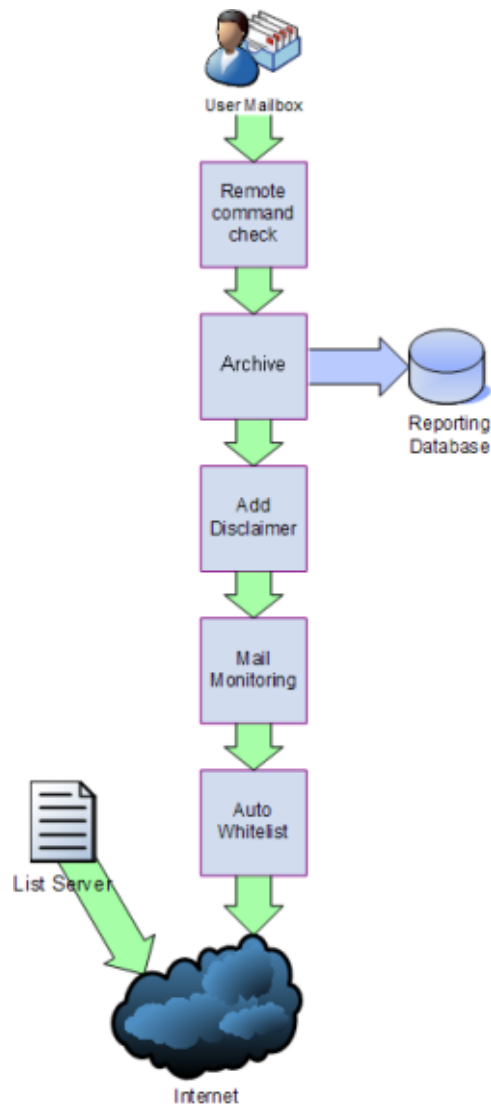 User Mailbox
Remote
command
check
Archive
Reporting
Database
Add
Disclaimer
Mail
Monitoring
Auto
Whitelist
List Server
Internet